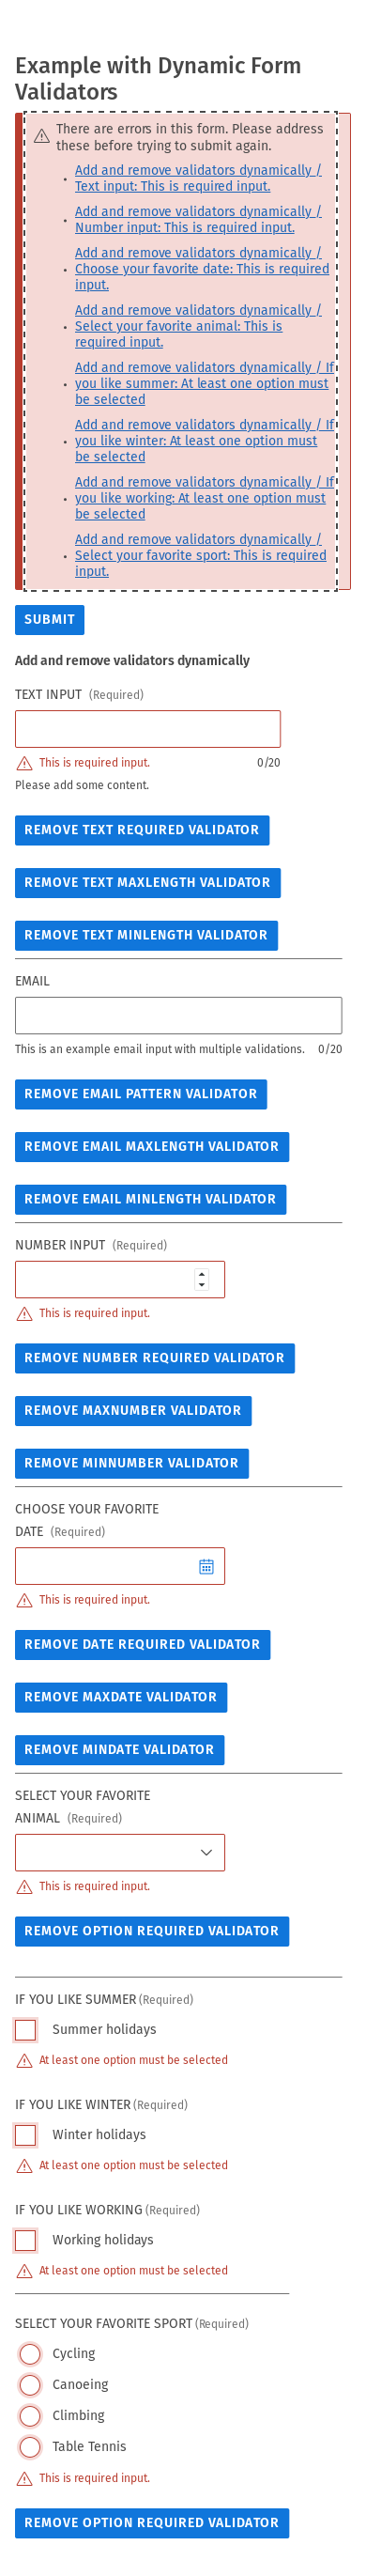 Example with Dynamic Form
Validators
There are errors in this form. Please address
these before trying to submit again.
Add and remove validators dynamically /
Text input: This is required input.
Add and remove validators dynamically /
Number input: This is required input.
Add and remove validators dynamically /
Choose your favorite date: This is required
input.
Add and remove validators dynamically /
Select your favorite animal: This is
required input.
Add and remove validators dynamically / If
you like summer: At least one option must
be selected
Add and remove validators dynamically / If
you like winter: At least one option must
be selected
Add and remove validators dynamically / If
you like working: At least one option must
be selected
Add and remove validators dynamically /
Select your favorite sport: This is required
input.
SUBMIT
Add and remove validators dynamically
TEXT INPUT (Required)
This is required input. 0/20
Please add some content.
REMOVE TEXT REQUIRED VALIDATOR
REMOVE TEXT MAXLENGTH VALIDATOR
REMOVE TEXT MINLENGTH VALIDATOR
EMAIL
This is an example email input with multiple validations. 0/20
REMOVE EMAIL PATTERN VALIDATOR
REMOVE EMAIL MAXLENGTH VALIDATOR
REMOVE EMAIL MINLENGTH VALIDATOR
NUMBER INPUT (Required)
This is required input.
REMOVE NUMBER REQUIRED VALIDATOR
REMOVE MAXNUMBER VALIDATOR
REMOVE MINNUMBER VALIDATOR
CHOOSE YOUR FAVORITE
DATE (Required)
This is required input.
REMOVE DATE REQUIRED VALIDATOR
REMOVE MAXDATE VALIDATOR
REMOVE MINDATE VALIDATOR
SELECT YOUR FAVORITE
ANIMAL (Required)
This is required input.
REMOVE OPTION REQUIRED VALIDATOR
IF YOU LIKE SUMMER (Required)
Summer holidays
At least one option must be selected
IF YOU LIKE WINTER (Required)
Winter holidays
At least one option must be selected
IF YOU LIKE WORKING (Required)
Working holidays
At least one option must be selected
SELECT YOUR FAVORITE SPORT (Required)
Cycling
Canoeing
Climbing
Table Tennis
This is required input.
REMOVE OPTION REQUIRED VALIDATOR